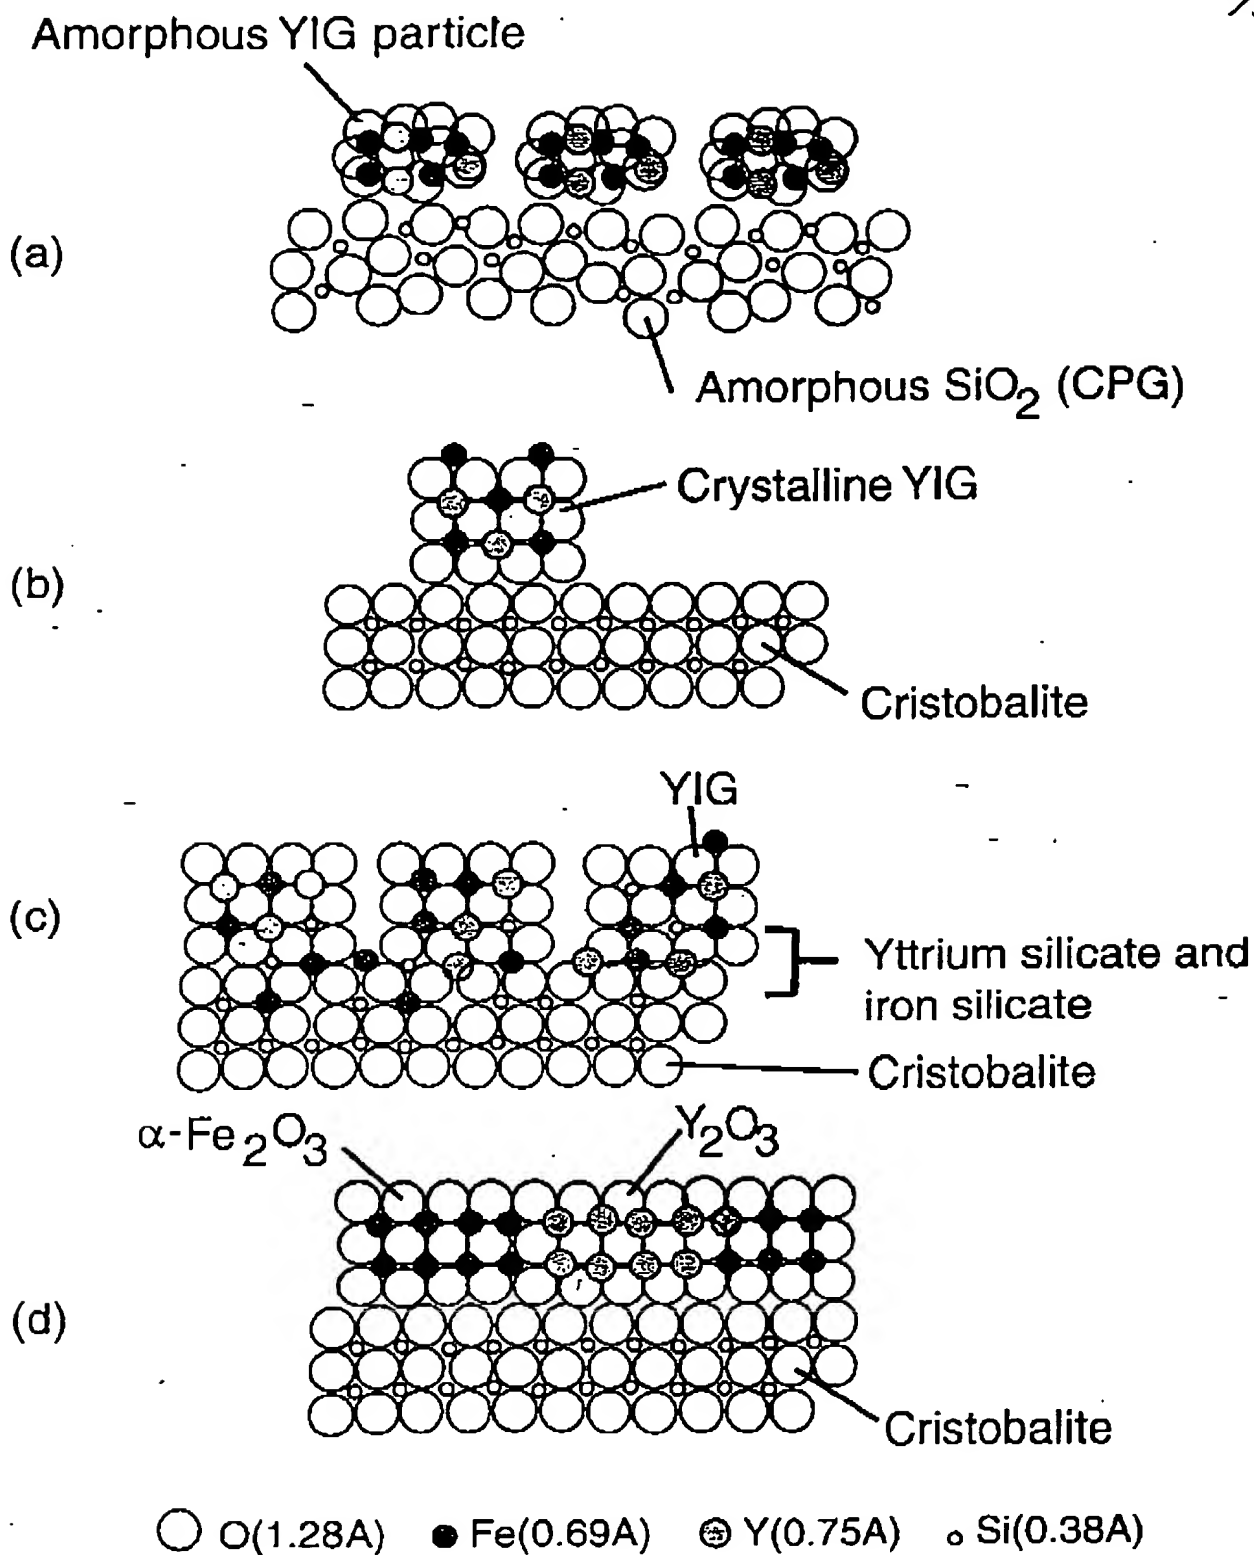 Amorphous YIG particle
(a)
Amorphous SiO2 (CPG)
Crystalline YIG
(b)
Cristobalite
YIG
(c)
Yttrium silicate and
iron silicate
Cristobalite
α-Fe2O3
Y2O3
(d)
Cristobalite
O(1.28A) Fe(0.69A) Y(0.75A) Si(0.38A)